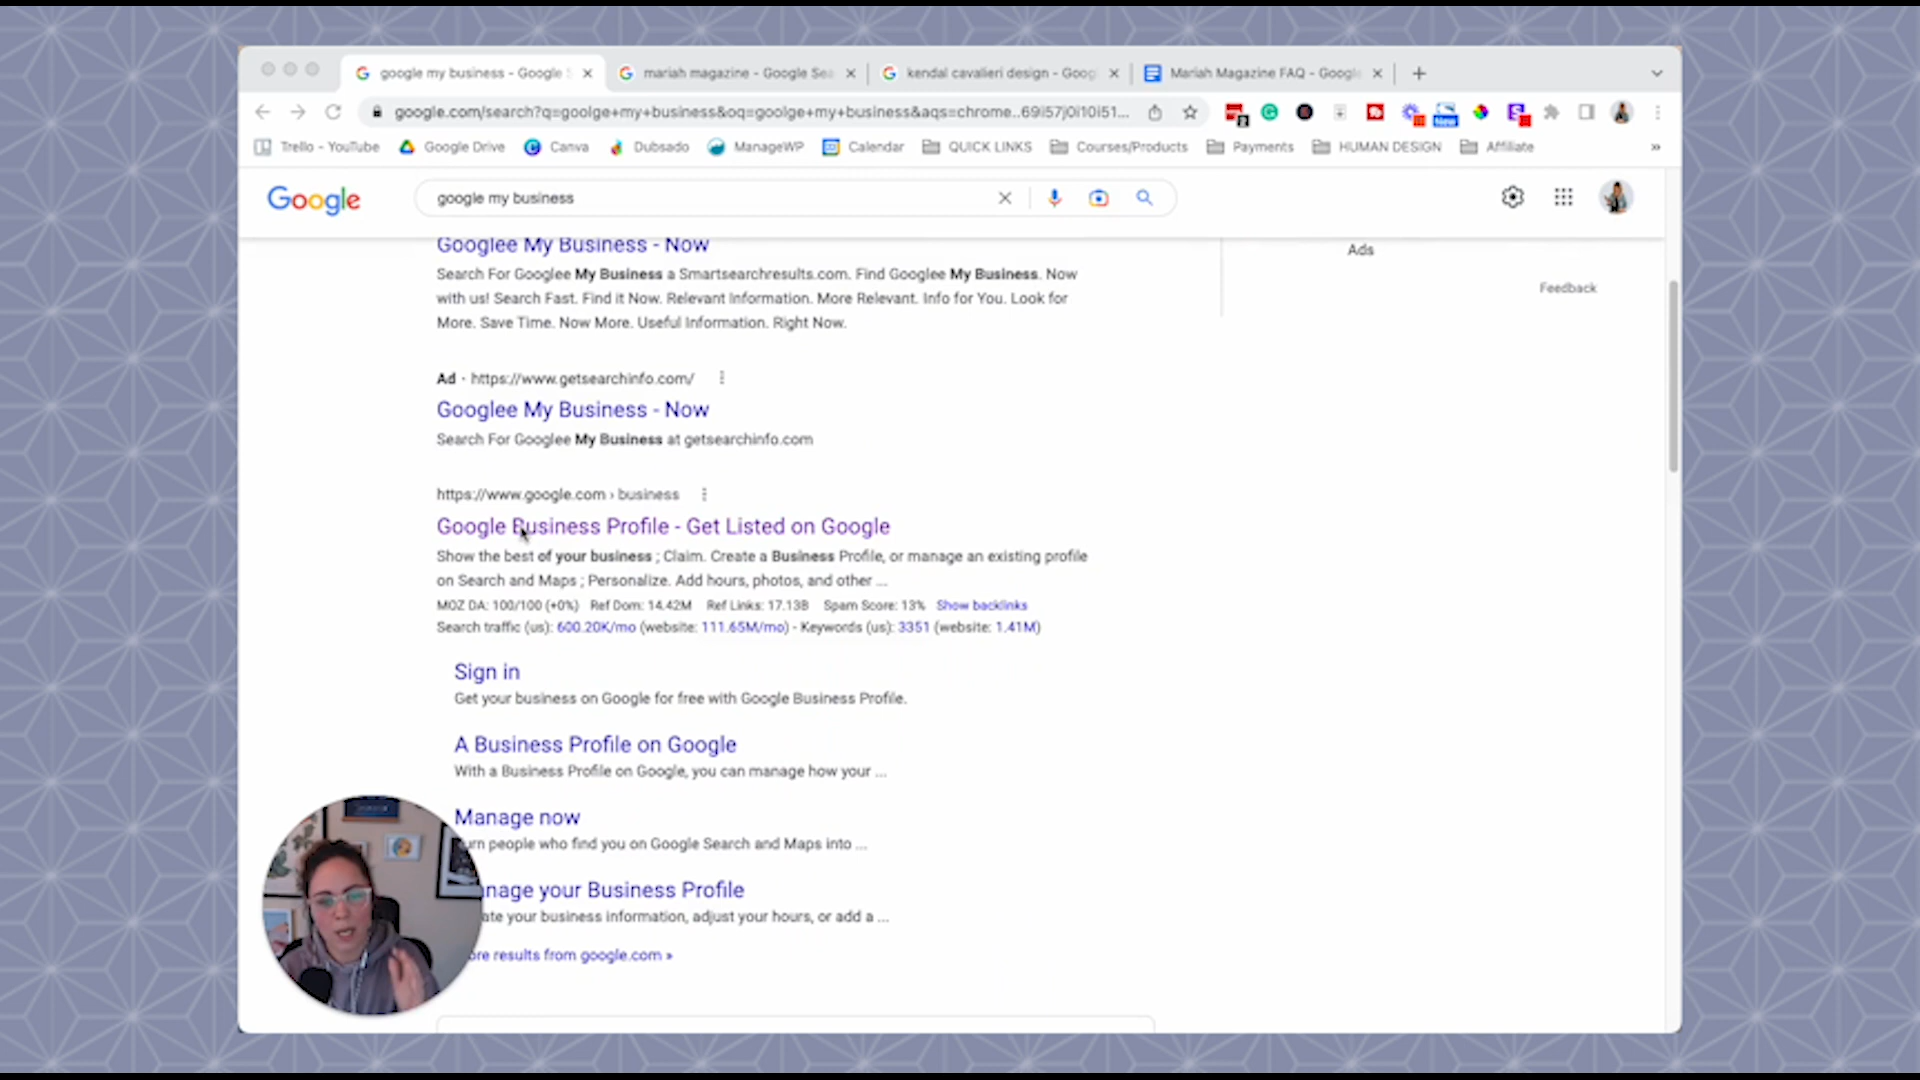 google my business - Google
mariah magazine - Google Sea
kendal cavalieri design - Goog
Mariah Magazine FAQ - Google
google.com/search?q=goolge+my+business&oq=goolge+my+business&aqs=chrome..69i57j0i10i51...
New
Trello - YouTube
Google Drive
Canva
Dubsado
ManageWP
Calendar
QUICK LINKS
Courses/Products
Payments
HUMAN DESIGN
Affiliate
»
Google
google my business
Googlee My Business - Now
Search For Googlee My Business a Smartsearchresults.com. Find Googlee My Business. Now
with us! Search Fast. Find it Now. Relevant Information. More Relevant. Info for You. Look for
More. Save Time. Now More. Useful Information. Right Now.
Ads
Feedback
Ad · https://www.getsearchinfo.com/
Googlee My Business - Now
Search For Googlee My Business at getsearchinfo.com
https://www.google.com › business
Google Business Profile - Get Listed on Google
Show the best of your business ; Claim. Create a Business Profile, or manage an existing profile
on Search and Maps ; Personalize. Add hours, photos, and other ...
MOZ DA: 100/100 (+0%) Ref Dom: 14.42M Ref Links: 17.13B Spam Score: 13% Show backlinks
Search traffic (us): 600.20K/mo (website: 111.65M/mo) - Keywords (us): 3351 (website: 1.41M)
Sign in
Get your business on Google for free with Google Business Profile.
A Business Profile on Google
With a Business Profile on Google, you can manage how your ...
Manage now
urn people who find you on Google Search and Maps into ...
nage your Business Profile
ate your business information, adjust your hours, or add a ...
ore results from google.com »